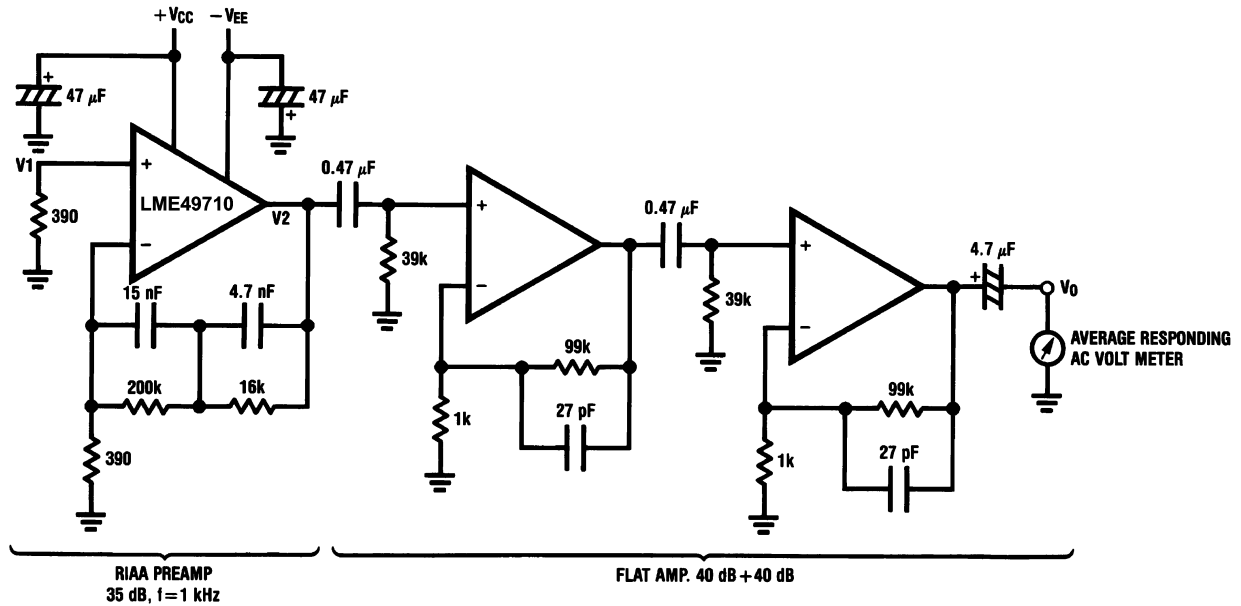 +VCC −VEE
+
47 μF
47 μF
+
V1
+
LME49710
−
V2
390
15 nF
4.7 nF
200k
16k
390
0.47 μF
39k
+
−
99k
27 pF
1k
0.47 μF
39k
+
−
99k
27 pF
1k
4.7 μF
+
VO
AVERAGE RESPONDING
AC VOLT METER
RIAA PREAMP
35 dB, f=1 kHz
FLAT AMP. 40 dB+40 dB